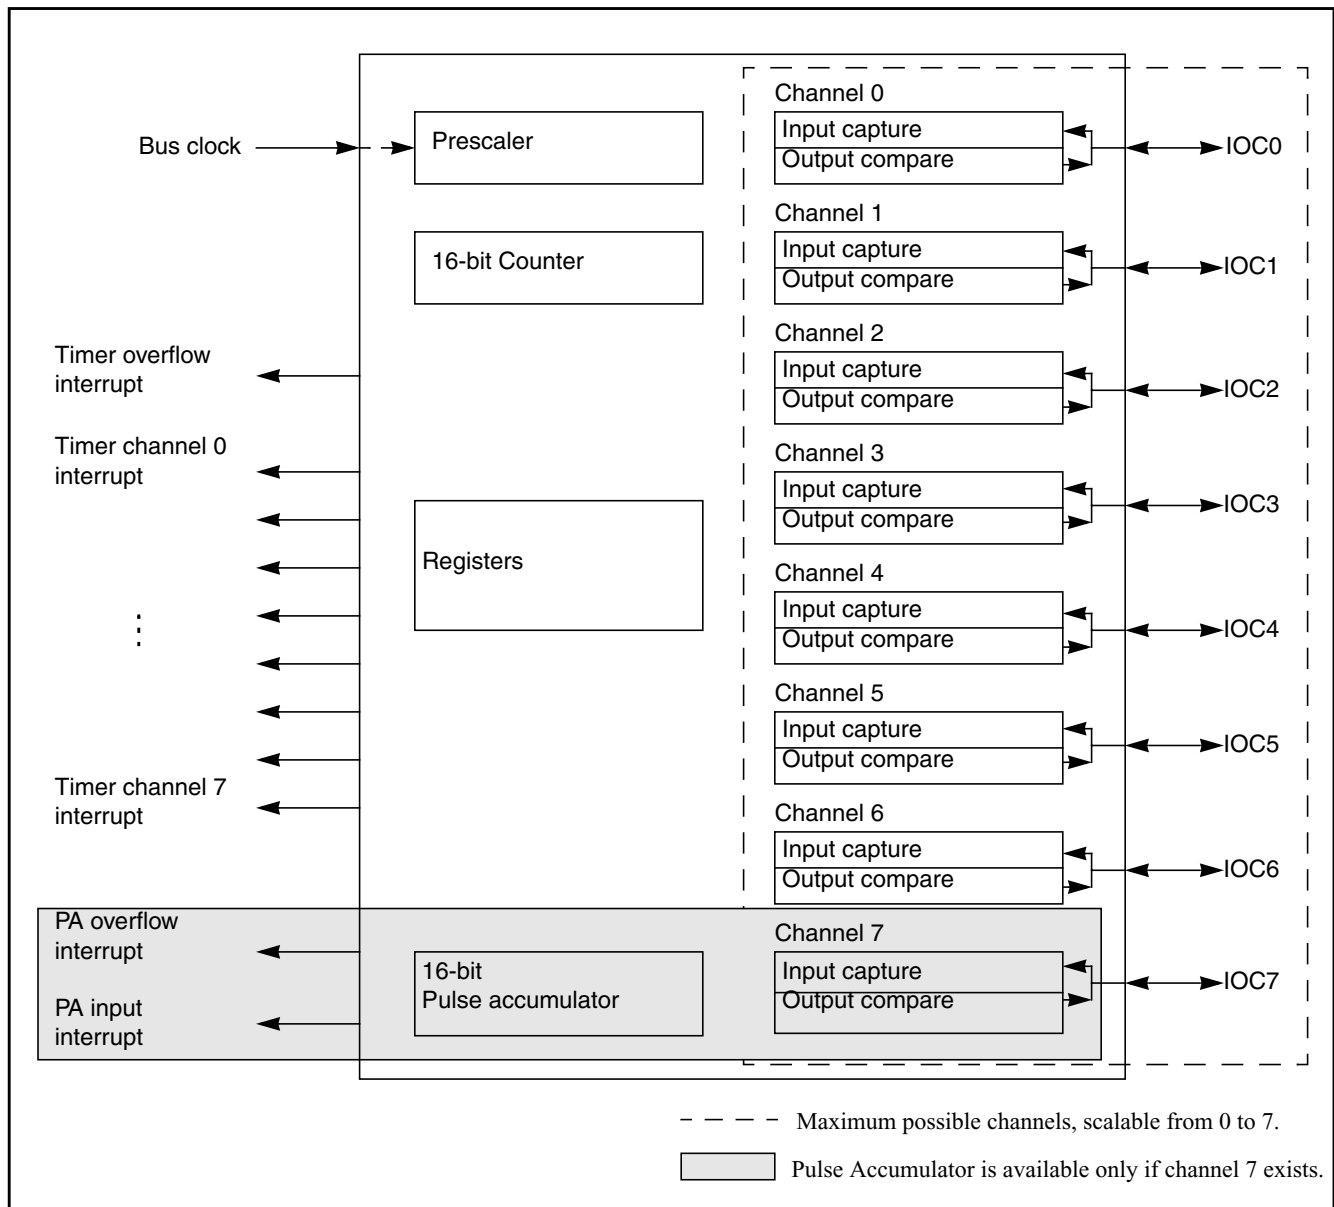 Bus clock
Prescaler
16-bit Counter
Timer overflow
interrupt
Timer channel 0
interrupt
Registers
Timer channel 7
interrupt
PA overflow
interrupt
PA input
interrupt
16-bit
Pulse accumulator
Channel 0
Input capture
Output compare
IOC0
Channel 1
Input capture
Output compare
IOC1
Channel 2
Input capture
Output compare
IOC2
Channel 3
Input capture
Output compare
IOC3
Channel 4
Input capture
Output compare
IOC4
Channel 5
Input capture
Output compare
IOC5
Channel 6
Input capture
Output compare
IOC6
Channel 7
Input capture
Output compare
IOC7
Maximum possible channels, scalable from 0 to 7.
Pulse Accumulator is available only if channel 7 exists.